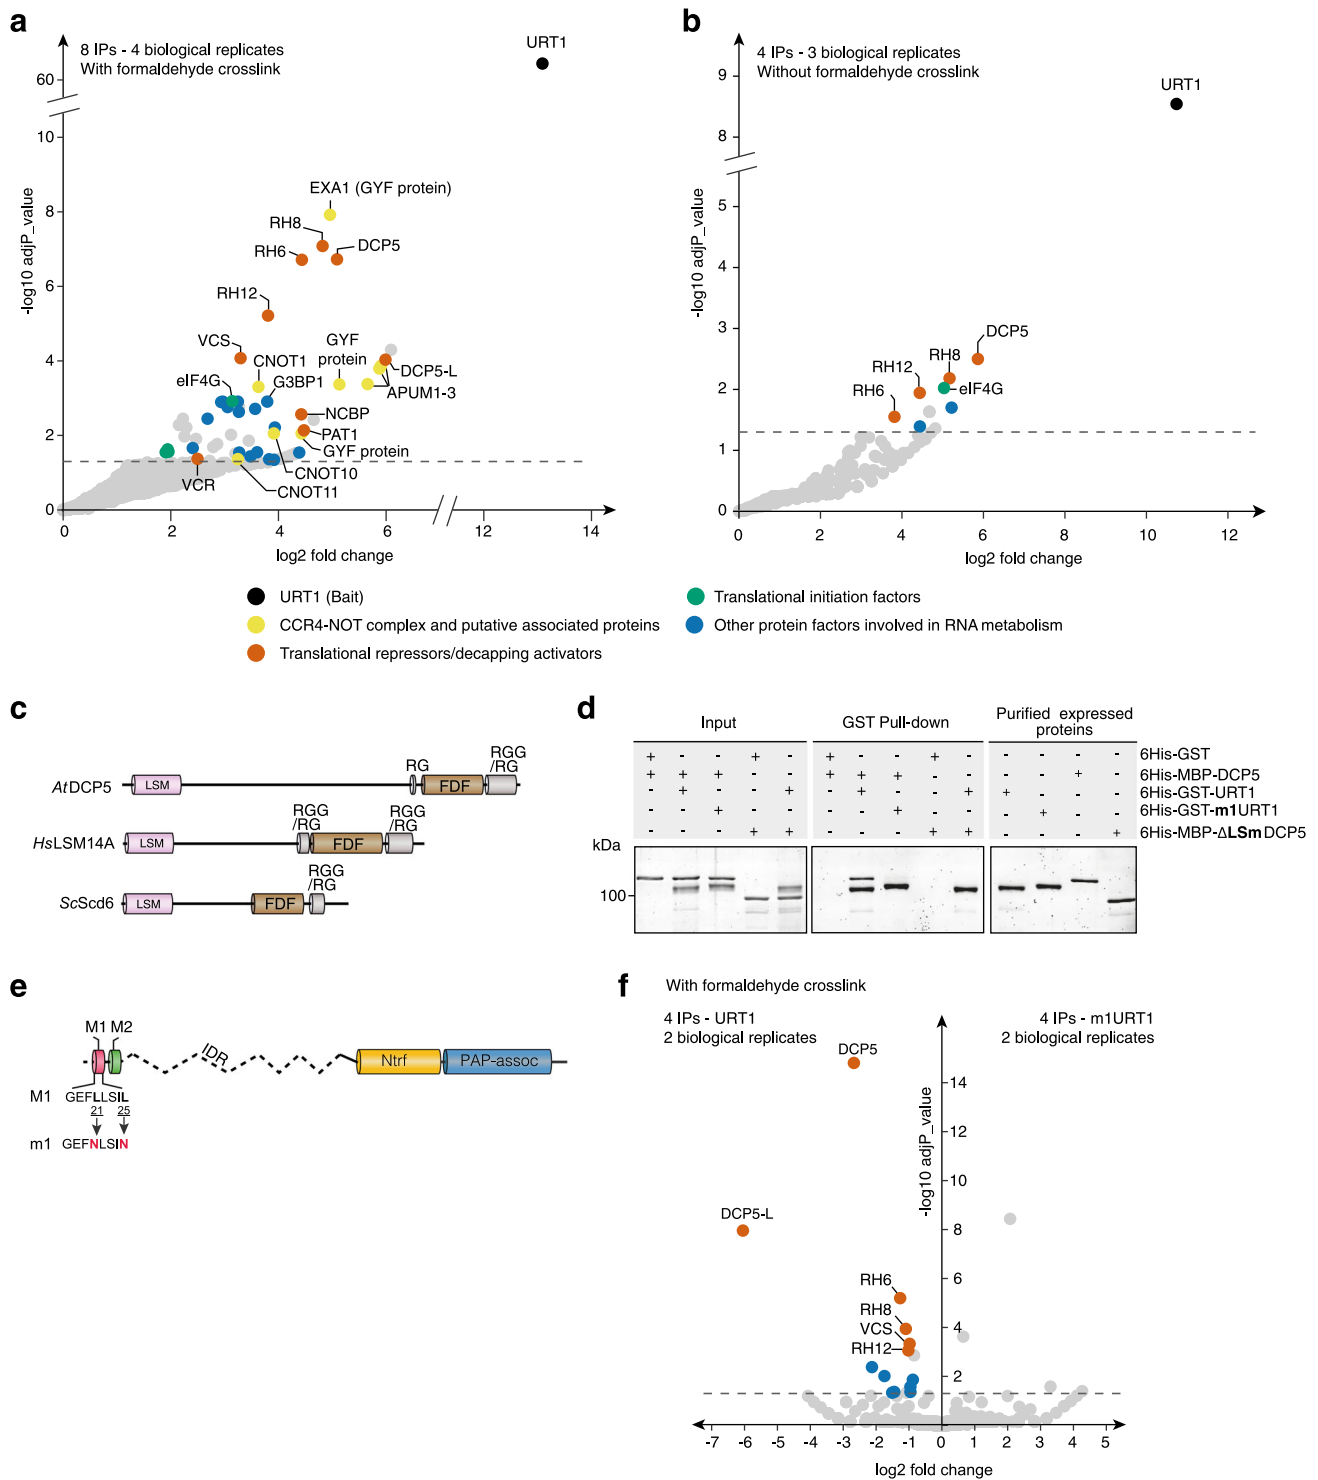 a
8 IPs - 4 biological replicates
With formaldehyde crosslink
URT1
60
10
8
6
4
2
0
-log10 adjP_value
EXA1 (GYF protein)
RH8
RH6
DCP5
RH12
VCS
CNOT1
GYF
protein
DCP5-L
APUM1-3
eIF4G
G3BP1
NCBP
PAT1
GYF protein
CNOT10
VCR
CNOT11
0 2 4 6 12 14
log2 fold change
b
4 IPs - 3 biological replicates
Without formaldehyde crosslink
URT1
9
8
5
4
3
2
1
0
-log10 adjP_value
DCP5
RH8
RH12
RH6
eIF4G
0 2 4 6 8 10 12
log2 fold change
URT1 (Bait)
CCR4-NOT complex and putative associated proteins
Translational repressors/decapping activators
Translational initiation factors
Other protein factors involved in RNA metabolism
c
AtDCP5
LSM
RG
FDF
RGG
/RG
HsLSM14A
LSM
RGG
/RG
FDF
RGG
/RG
ScScd6
LSM
FDF
RGG
/RG
d
Input
GST Pull-down
Purified expressed
proteins
+ - - + - + - - + - - - - - 6His-GST
+ + + - - + + + - - - - + - 6His-MBP-DCP5
- + - - + - + - - + + - - - 6His-GST-URT1
- - + - - - - + - - - + - - 6His-GST-m1URT1
- - - + + - - - + + - - - + 6His-MBP-ΔLSmDCP5
kDa
100
e
M1 M2
IDR
Ntrf
PAP-assoc
M1 GEFLLSIL
21 25
m1 GEFNLSIN
f
With formaldehyde crosslink
4 IPs - URT1
2 biological replicates
4 IPs - m1URT1
2 biological replicates
DCP5
DCP5-L
RH6
RH8
VCS
RH12
14
12
10
8
6
4
2
-log10 adjP_value
-7 -6 -5 -4 -3 -2 -1 0 1 2 3 4 5
log2 fold change